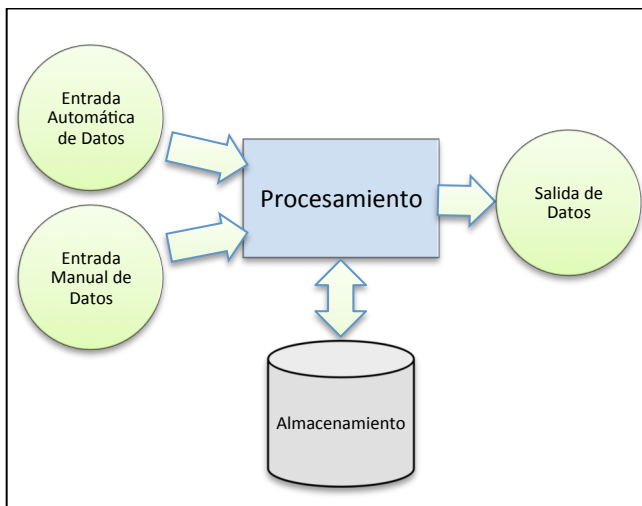 Entrada
Automática
de Datos
Procesamiento
Salida de
Datos
Entrada
Manual de
Datos
Almacenamiento